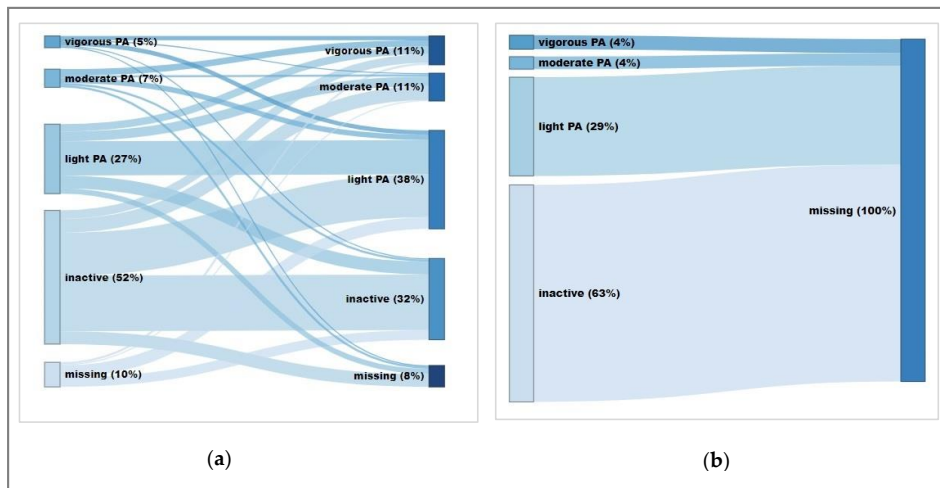 vigorous PA (5%)
moderate PA (7%)
light PA (27%)
inactive (52%)
missing (10%)
vigorous PA (11%)
moderate PA (11%)
light PA (38%)
inactive (32%)
missing (8%)
(a)
vigorous PA (4%)
moderate PA (4%)
light PA (29%)
inactive (63%)
missing (100%)
(b)